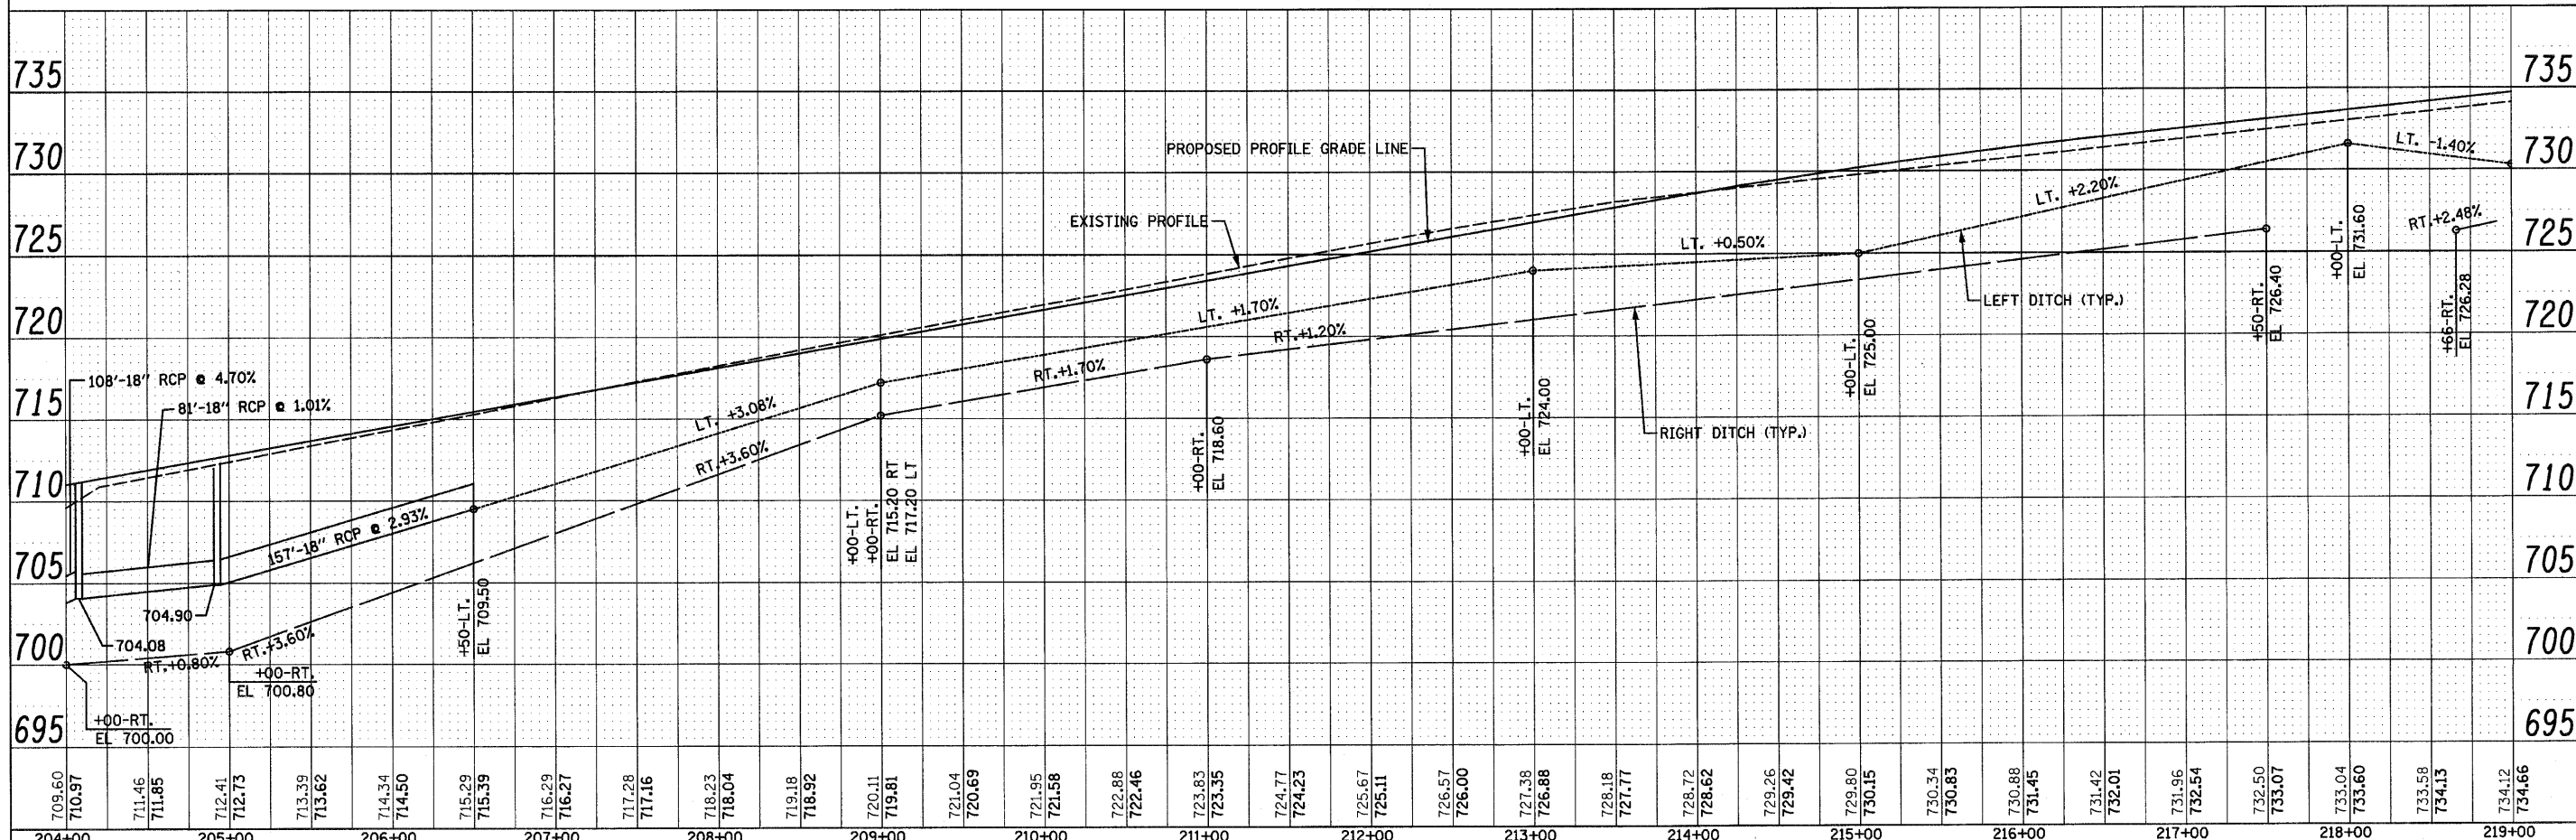 735
735
730
730
725
725
720
720
715
715
710
710
705
705
700
700
695
695
PROPOSED PROFILE GRADE LINE
EXISTING PROFILE
LEFT DITCH (TYP.)
RIGHT DITCH (TYP.)
108'-18" RCP @ 4.70%
81'-18" RCP @ 1.01%
157'-18" RCP @ 2.93%
704.90
704.08
RT.+0.80%
RT.+3.60%
+00-RT.
EL 700.00
+00-RT.
EL 700.80
+50-LT.
EL 709.50
LT. +3.08%
RT.+3.60%
+00-LT.
+00-RT.
EL 715.20 RT
EL 717.20 LT
LT. +1.70%
RT.+1.70%
RT.+1.20%
+00-RT.
EL 718.60
LT. +0.50%
+00-LT.
EL 724.00
+00-LT.
EL 725.00
LT. +2.20%
+50-RT.
EL 726.40
+00-LT.
EL 731.60
LT. -1.40%
RT.+2.48%
+66-RT.
EL 726.28
709.60
710.97
711.46
711.85
712.41
712.73
713.39
713.62
714.34
714.50
715.29
715.39
716.29
716.27
717.28
717.16
718.23
718.04
719.18
718.92
720.11
719.81
721.04
720.69
721.95
721.58
722.88
722.46
723.83
723.35
724.77
724.23
725.67
725.11
726.57
726.00
727.38
726.88
728.18
727.77
728.72
728.62
729.26
729.42
729.80
730.15
730.34
730.83
730.88
731.45
731.42
732.01
731.96
732.54
732.50
733.07
733.04
733.60
733.58
734.13
734.12
734.66
204+00 205+00 206+00 207+00 208+00 209+00 210+00 211+00 212+00 213+00 214+00 215+00 216+00 217+00 218+00 219+00